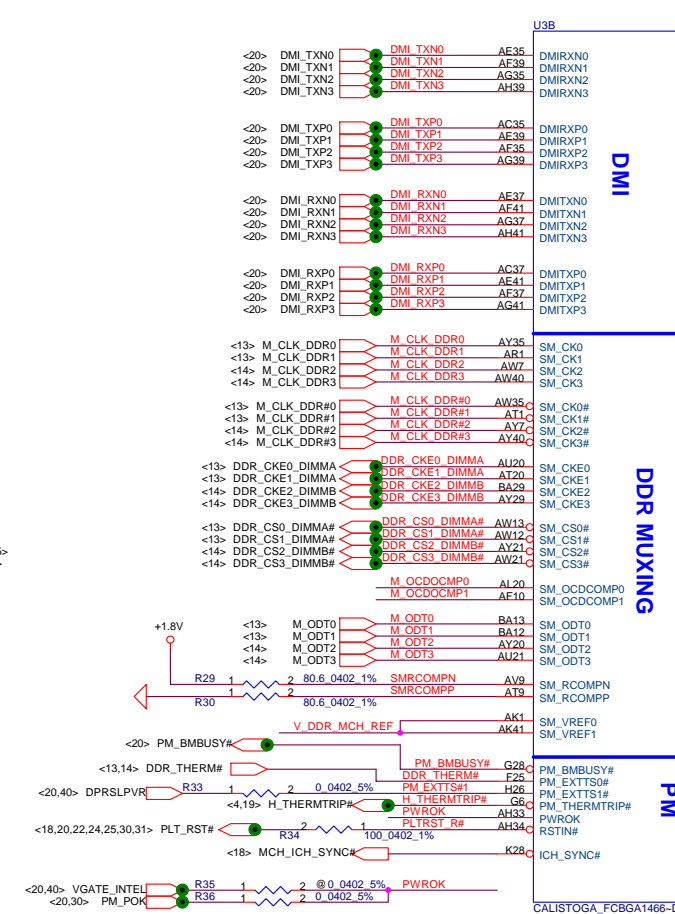 U3B
<20> DMI_TXN0 DMI_TXN0 AE35 DMIRXN0
<20> DMI_TXN1 DMI_TXN1 AF39 DMIRXN1
<20> DMI_TXN2 DMI_TXN2 AG35 DMIRXN2
<20> DMI_TXN3 DMI_TXN3 AH39 DMIRXN3
<20> DMI_TXP0 DMI_TXP0 AC35 DMIRXP0
<20> DMI_TXP1 DMI_TXP1 AE39 DMIRXP1
<20> DMI_TXP2 DMI_TXP2 AF35 DMIRXP2
<20> DMI_TXP3 DMI_TXP3 AG39 DMIRXP3
DMI
<20> DMI_RXN0 DMI_RXN0 AE37 DMITXN0
<20> DMI_RXN1 DMI_RXN1 AF41 DMITXN1
<20> DMI_RXN2 DMI_RXN2 AG37 DMITXN2
<20> DMI_RXN3 DMI_RXN3 AH41 DMITXN3
<20> DMI_RXP0 DMI_RXP0 AC37 DMITXP0
<20> DMI_RXP1 DMI_RXP1 AE41 DMITXP1
<20> DMI_RXP2 DMI_RXP2 AF37 DMITXP2
<20> DMI_RXP3 DMI_RXP3 AG41 DMITXP3
<13> M_CLK_DDR0 M_CLK_DDR0 AY35 SM_CK0
<13> M_CLK_DDR1 M_CLK_DDR1 AR1 SM_CK1
<14> M_CLK_DDR2 M_CLK_DDR2 AW7 SM_CK2
<14> M_CLK_DDR3 M_CLK_DDR3 AW40 SM_CK3
<13> M_CLK_DDR#0 M_CLK_DDR#0 AW35 SM_CK0#
<13> M_CLK_DDR#1 M_CLK_DDR#1 AT1 SM_CK1#
<14> M_CLK_DDR#2 M_CLK_DDR#2 AY7 SM_CK2#
<14> M_CLK_DDR#3 M_CLK_DDR#3 AY40 SM_CK3#
<13> DDR_CKE0_DIMMA DDR_CKE0_DIMMA AU20 SM_CKE0
<13> DDR_CKE1_DIMMA DDR_CKE1_DIMMA AT20 SM_CKE1
<14> DDR_CKE2_DIMMB DDR_CKE2_DIMMB BA29 SM_CKE2
<14> DDR_CKE3_DIMMB DDR_CKE3_DIMMB AY29 SM_CKE3
DDR MUXING
<13> DDR_CS0_DIMMA# DDR_CS0_DIMMA# AW13 SM_CS0#
<13> DDR_CS1_DIMMA# DDR_CS1_DIMMA# AW12 SM_CS1#
<14> DDR_CS2_DIMMB# DDR_CS2_DIMMB# AY21 SM_CS2#
<14> DDR_CS3_DIMMB# DDR_CS3_DIMMB# AW21 SM_CS3#
M_OCDOCMP0 AL20 SM_OCDCOMP0
M_OCDOCMP1 AF10 SM_OCDCOMP1
<13> M_ODT0 M_ODT0 BA13 SM_ODT0
<13> M_ODT1 M_ODT1 BA12 SM_ODT1
<14> M_ODT2 M_ODT2 AY20 SM_ODT2
<14> M_ODT3 M_ODT3 AU21 SM_ODT3
+1.8V
R29 1 2 80.6_0402_1% SMRCOMPN AV9 SM_RCOMPN
R30 1 2 80.6_0402_1% SMRCOMPP AT9 SM_RCOMPP
V_DDR_MCH_REF AK1 SM_VREF0
AK41 SM_VREF1
<20> PM_BMBUSY# PM_BMBUSY# G28 PM_BMBUSY#
<13,14> DDR_THERM# DDR_THERM# F25 PM_EXTTS0#
<20,40> DPRSLPVR R33 1 2 0_0402_5% PM_EXTTS#1 H26 PM_EXTTS1#
<4,19> H_THERMTRIP# H_THERMTRIP# G6 PM_THERMTRIP#
PWROK AH33 PWROK
<18,20,22,24,25,30,31> PLT_RST# R34 2 1 100_0402_1% PLTRST_R# AH34 RSTIN#
PM
<18> MCH_ICH_SYNC# K28 ICH_SYNC#
<20,40> VGATE_INTEL R35 1 2 @ 0_0402_5% PWROK
<20,30> PM_POK R36 1 2 0_0402_5%